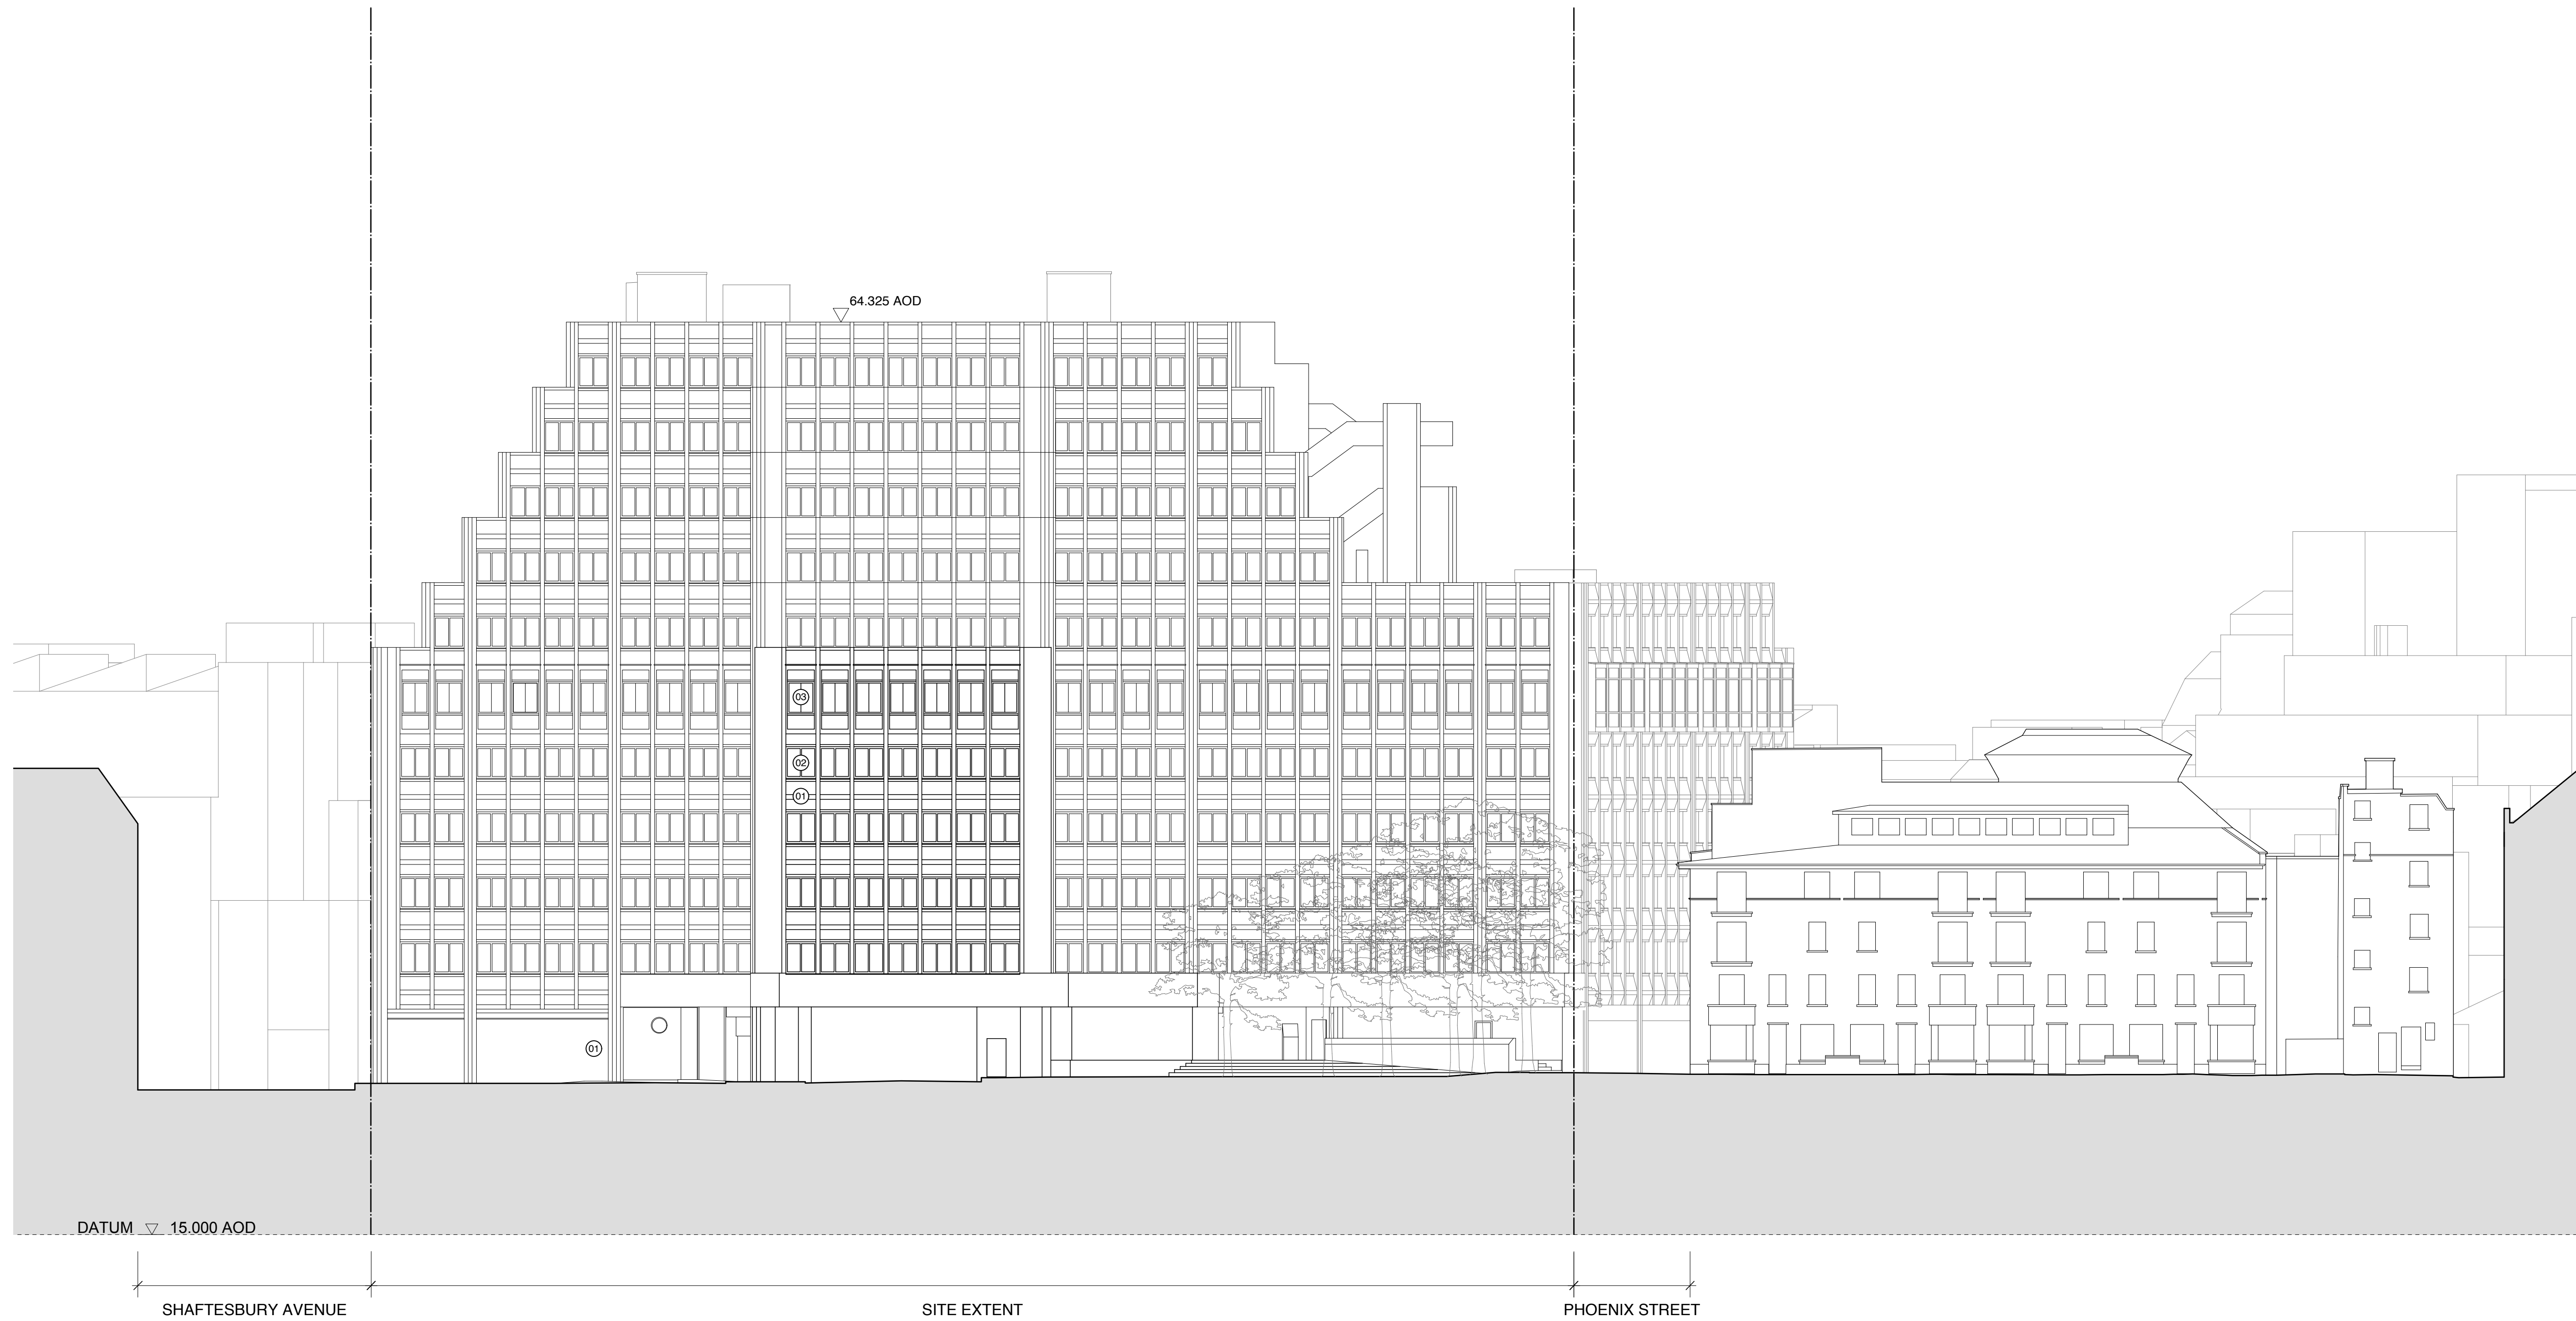 64.325 AOD
03
02
01
01
DATUM 15.000 AOD
SHAFTESBURY AVENUE
SITE EXTENT
PHOENIX STREET